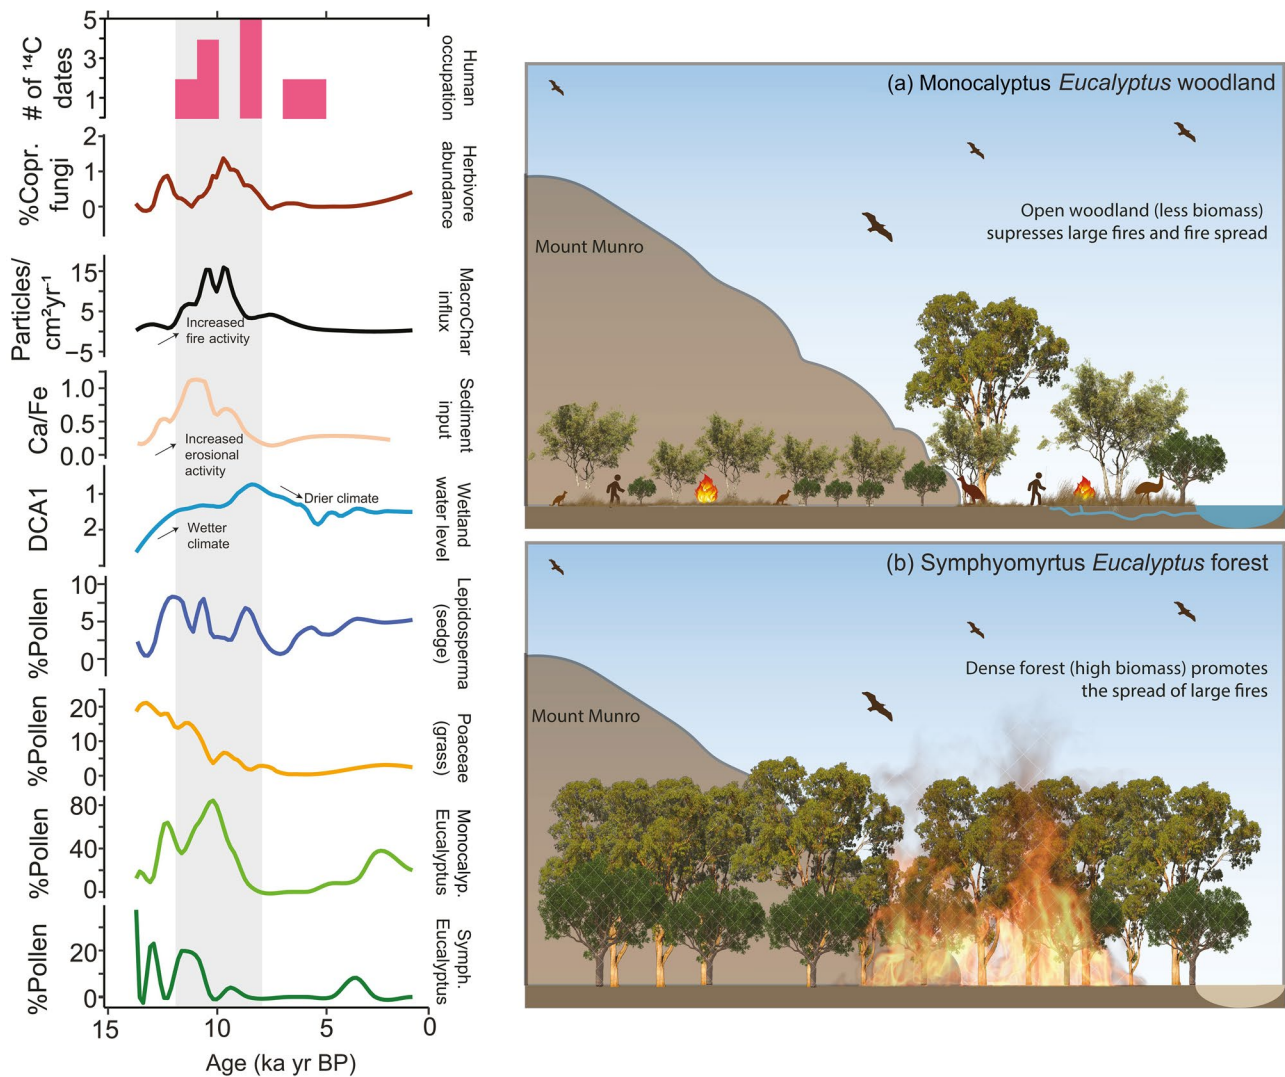 5
3
1
# of ¹⁴C
dates
Human
occupation
2
1
0
%Copr.
fungi
Herbivore
abundance
15
5
−5
Particles/
cm²yr⁻¹
Increased
fire activity
MacroChar
influx
1.0
0.5
0.0
Ca/Fe
Increased
erosional
activity
Sediment
input
1
2
DCA1
Drier climate
Wetter
climate
Wetland
water level
10
5
0
%Pollen
Lepidosperma
(sedge)
20
10
0
%Pollen
Poaceae
(grass)
80
40
0
%Pollen
Monocalyp.
Eucalyptus
20
0
%Pollen
Symph.
Eucalyptus
15 10 5 0
Age (ka yr BP)
(a) Monocalyptus Eucalyptus woodland
Open woodland (less biomass)
supresses large fires and fire spread
Mount Munro
(b) Symphyomyrtus Eucalyptus forest
Dense forest (high biomass) promotes
the spread of large fires
Mount Munro